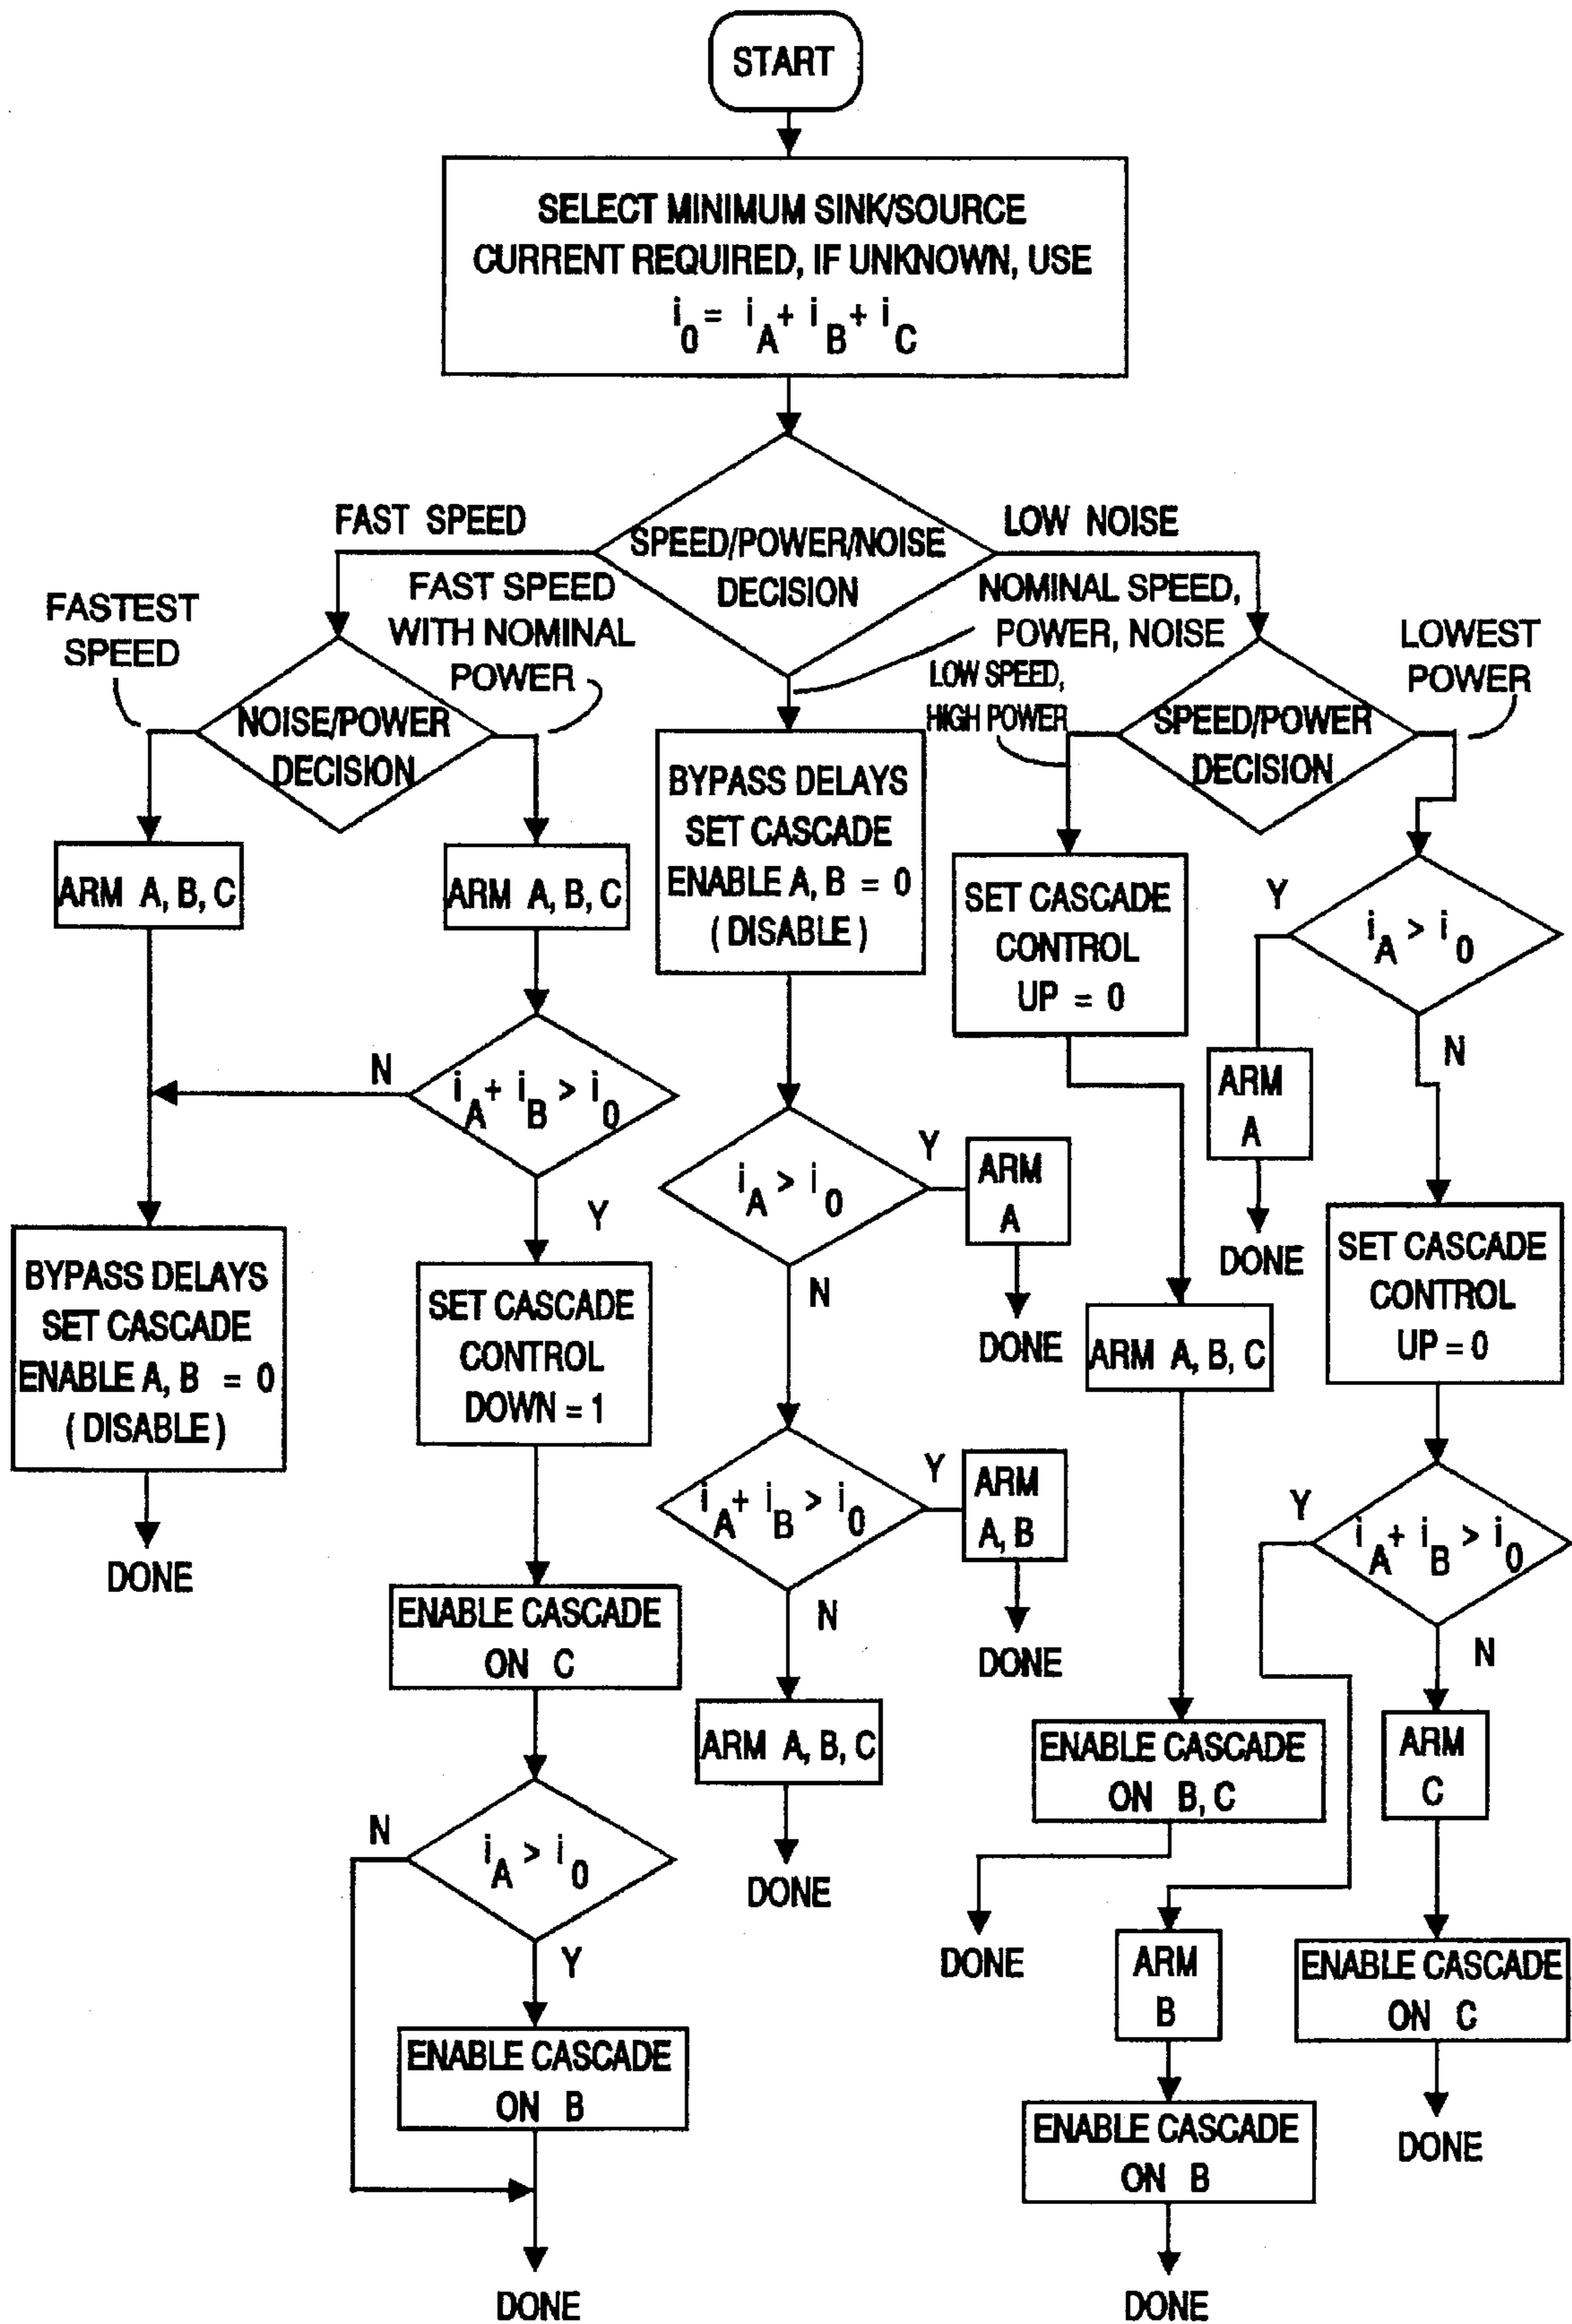 START
SELECT MINIMUM SINK/SOURCE
CURRENT REQUIRED, IF UNKNOWN, USE
i0 = iA + iB + iC
FAST SPEED
SPEED/POWER/NOISE
DECISION
LOW NOISE
FASTEST
SPEED
FAST SPEED
WITH NOMINAL
POWER
NOMINAL SPEED,
POWER, NOISE
LOW SPEED,
HIGH POWER
LOWEST
POWER
NOISE/POWER
DECISION
SPEED/POWER
DECISION
ARM A, B, C
BYPASS DELAYS
SET CASCADE
ENABLE A, B = 0
( DISABLE )
DONE
ARM A, B, C
N
iA + iB > i0
Y
SET CASCADE
CONTROL
DOWN = 1
ENABLE CASCADE
ON C
N
iA > i0
Y
ENABLE CASCADE
ON B
DONE
BYPASS DELAYS
SET CASCADE
ENABLE A, B = 0
( DISABLE )
iA > i0
Y
ARM
A
DONE
N
iA + iB > i0
Y
ARM
A, B
DONE
N
ARM A, B, C
DONE
SET CASCADE
CONTROL
UP = 0
ARM A, B, C
ENABLE CASCADE
ON B, C
DONE
Y
iA > i0
ARM
A
DONE
N
SET CASCADE
CONTROL
UP = 0
Y
iA + iB > i0
N
ARM
C
ENABLE CASCADE
ON C
DONE
ARM
B
ENABLE CASCADE
ON B
DONE